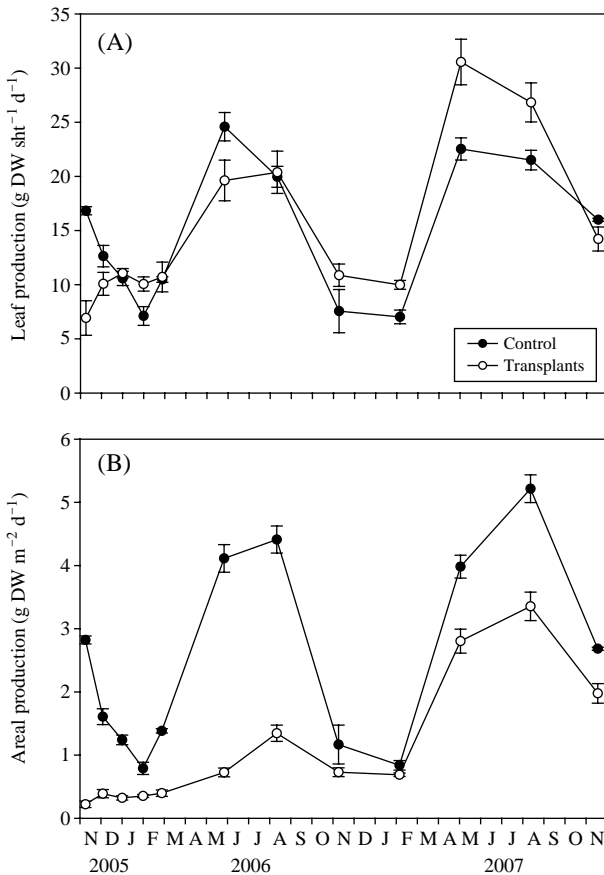 (A)
Leaf production (g DW sht⁻¹ d⁻¹)
35
30
25
20
15
10
5
0
Control
Transplants
(B)
Areal production (g DW m⁻² d⁻¹)
6
5
4
3
2
1
0
N D J F M A M J J A S O N D J F M A M J J A S O N
2005 2006 2007